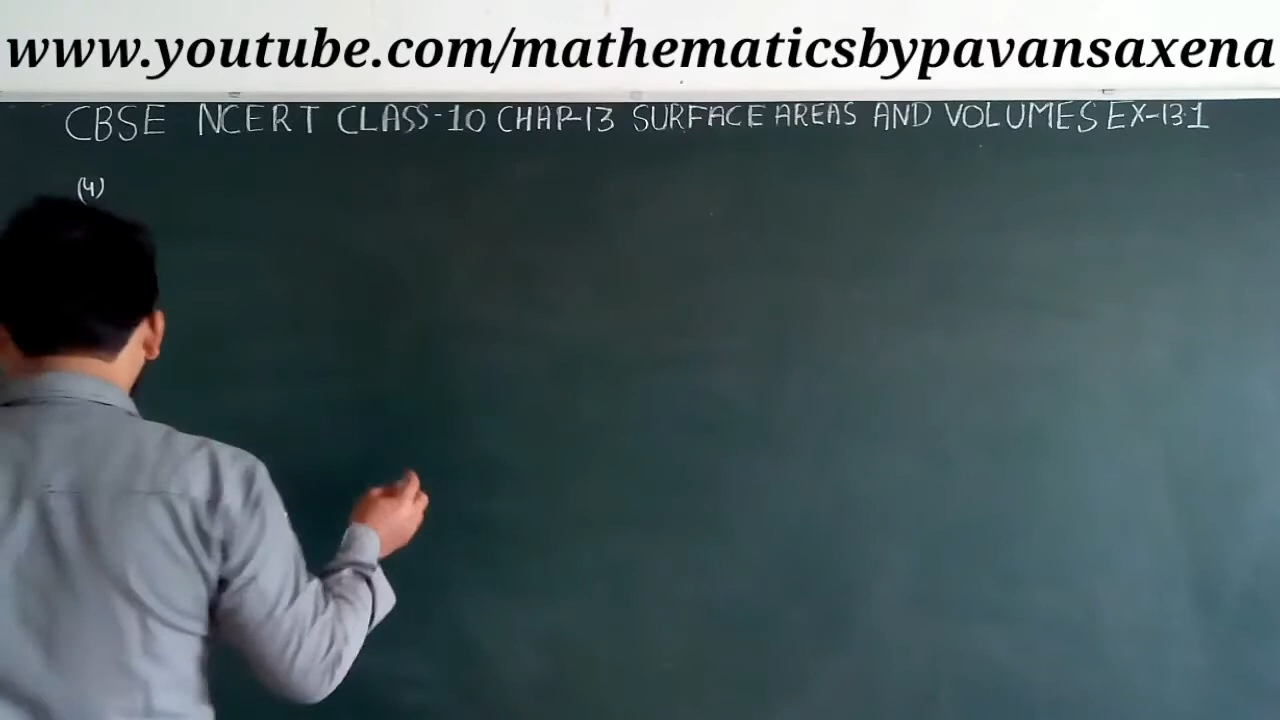 www.youtube.com/mathematicsbypavansaxena
CBSE NCERT CLASS-10 CHAP-13 SURFACE AREAS AND VOLUMES EX-13.1
(4)